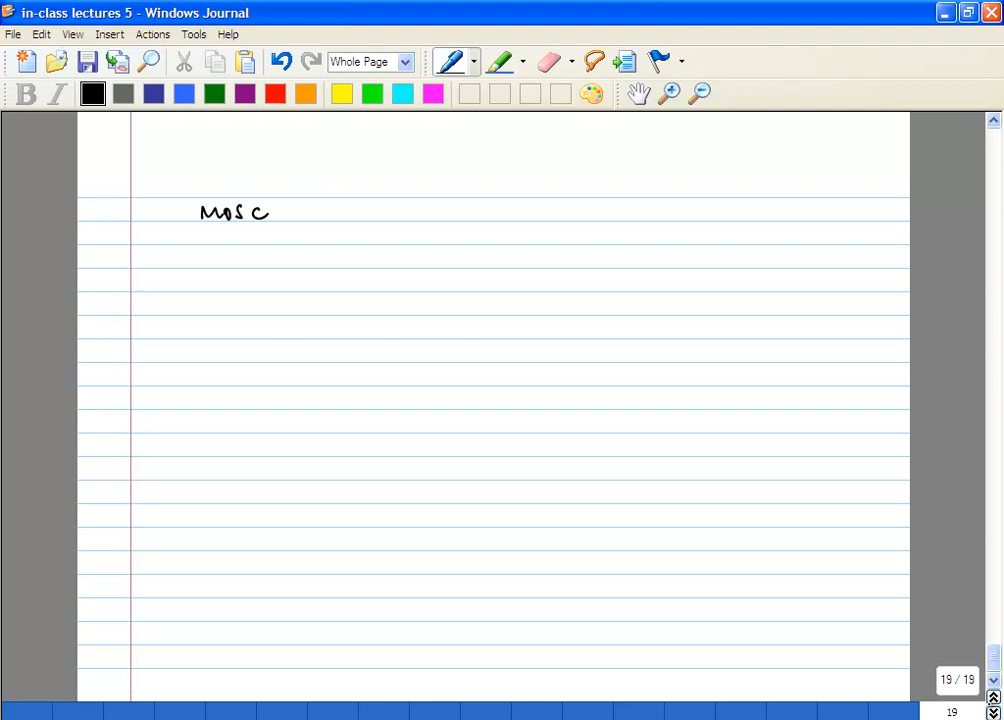 in-class lectures 5 - Windows Journal
File Edit View Insert Actions Tools Help
Whole Page
B I
MOS C
19 / 19
19